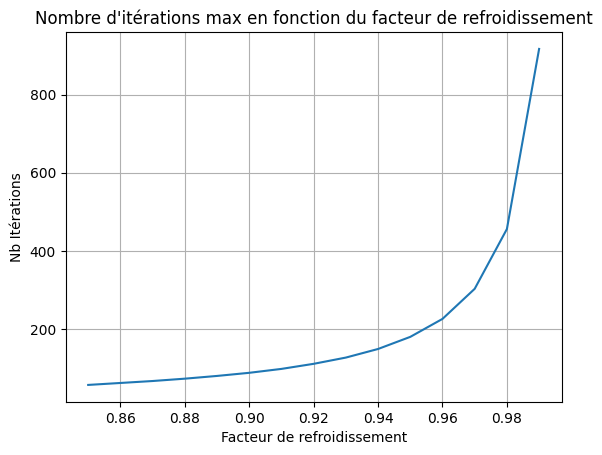 Nombre d'itérations max en fonction du facteur de refroidissement
800
600
400
200
Nb Itérations
0.86 0.88 0.90 0.92 0.94 0.96 0.98
Facteur de refroidissement